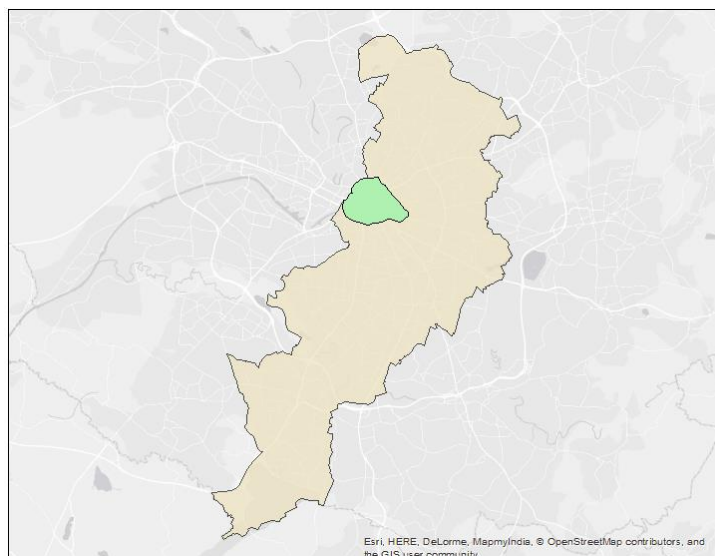 Esri, HERE, DeLorme, MapmyIndia, © OpenStreetMap contributors, and
the GIS user community